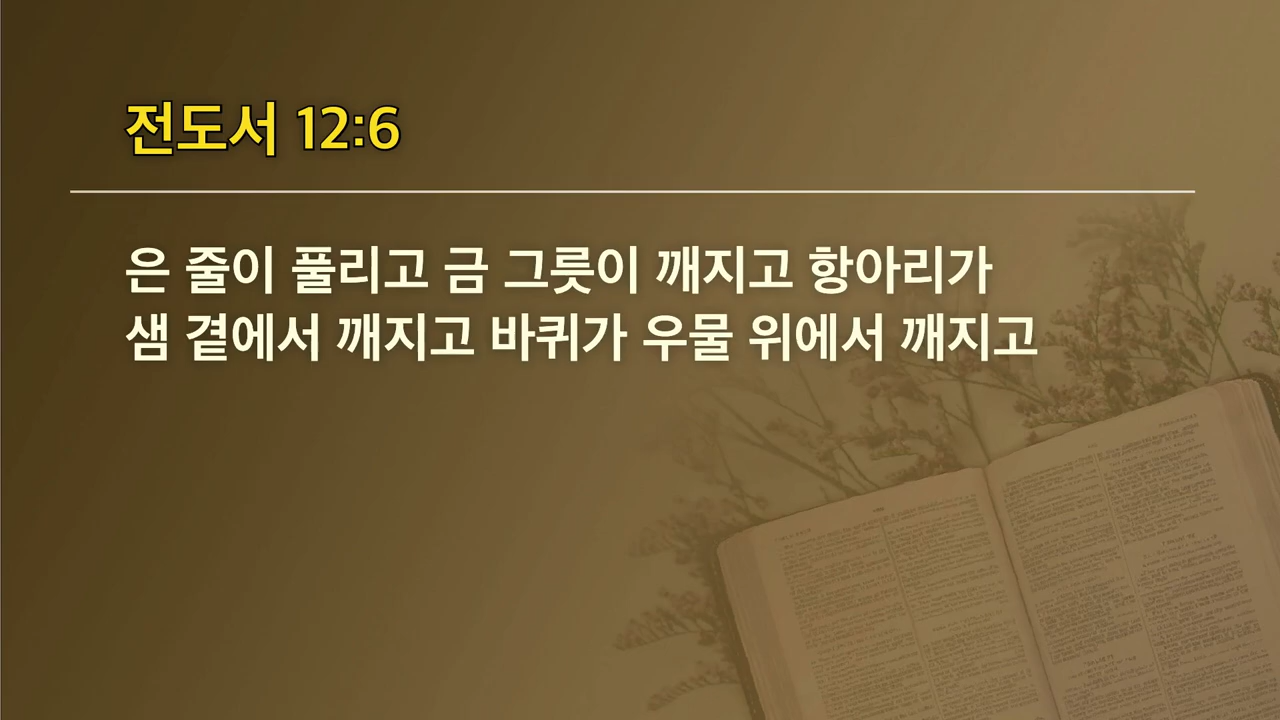 전도서 12:6
은 줄이 풀리고 금 그릇이 깨지고 항아리가
샘 곁에서 깨지고 바퀴가 우물 위에서 깨지고